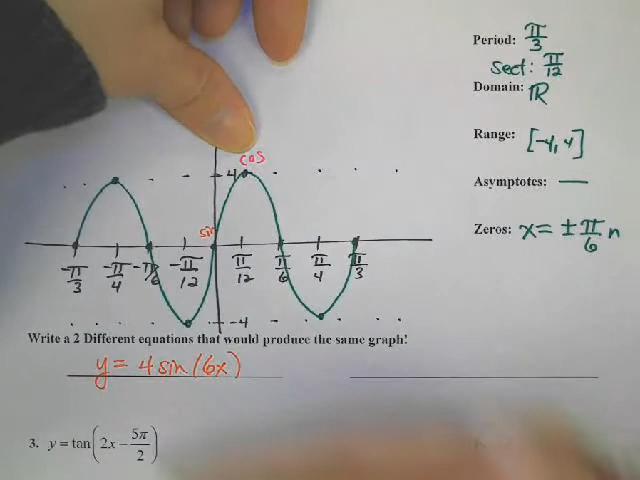 Period: π/3
sect: π/12
Domain: ℝ
Range: [-4, 4]
Asymptotes: —
Zeros: x = ± π/6 n
cos
4
sin
-π/3 -π/4 -π/6 -π/12 π/12 π/6 π/4 π/3
-4
Write a 2 Different equations that would produce the same graph!
y = 4 sin(6x)
3. y = tan(2x − 5π/2)